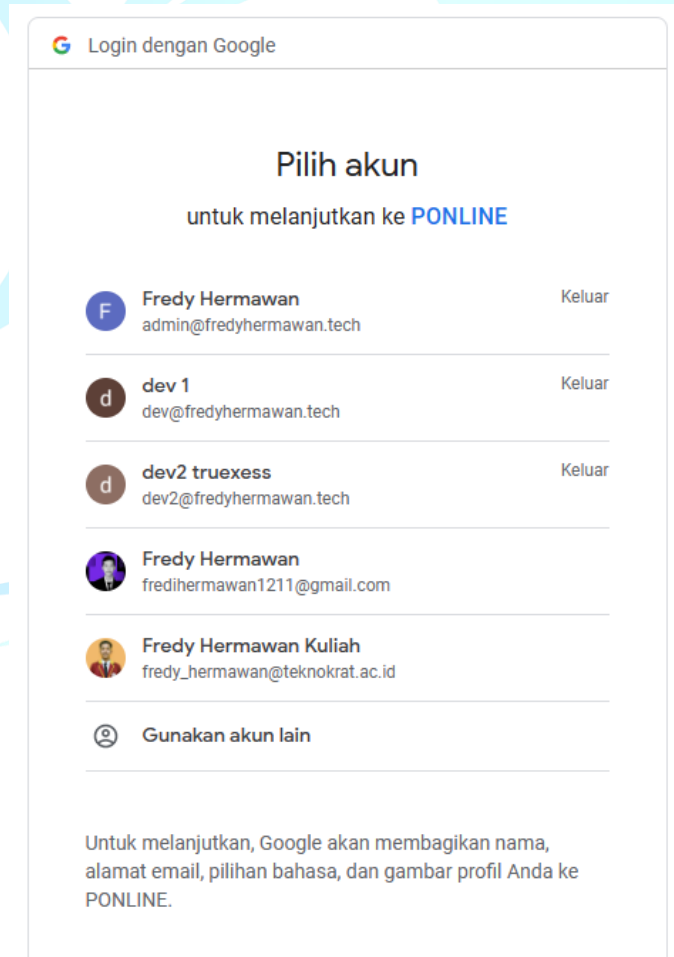 Login dengan Google
Pilih akun
untuk melanjutkan ke PONLINE
F
Fredy Hermawan
Keluar
admin@fredyhermawan.tech
d
dev 1
Keluar
dev@fredyhermawan.tech
d
dev2 truexess
Keluar
dev2@fredyhermawan.tech
Fredy Hermawan
fredihermawan1211@gmail.com
Fredy Hermawan Kuliah
fredy_hermawan@teknokrat.ac.id
Gunakan akun lain
Untuk melanjutkan, Google akan membagikan nama,
alamat email, pilihan bahasa, dan gambar profil Anda ke
PONLINE.